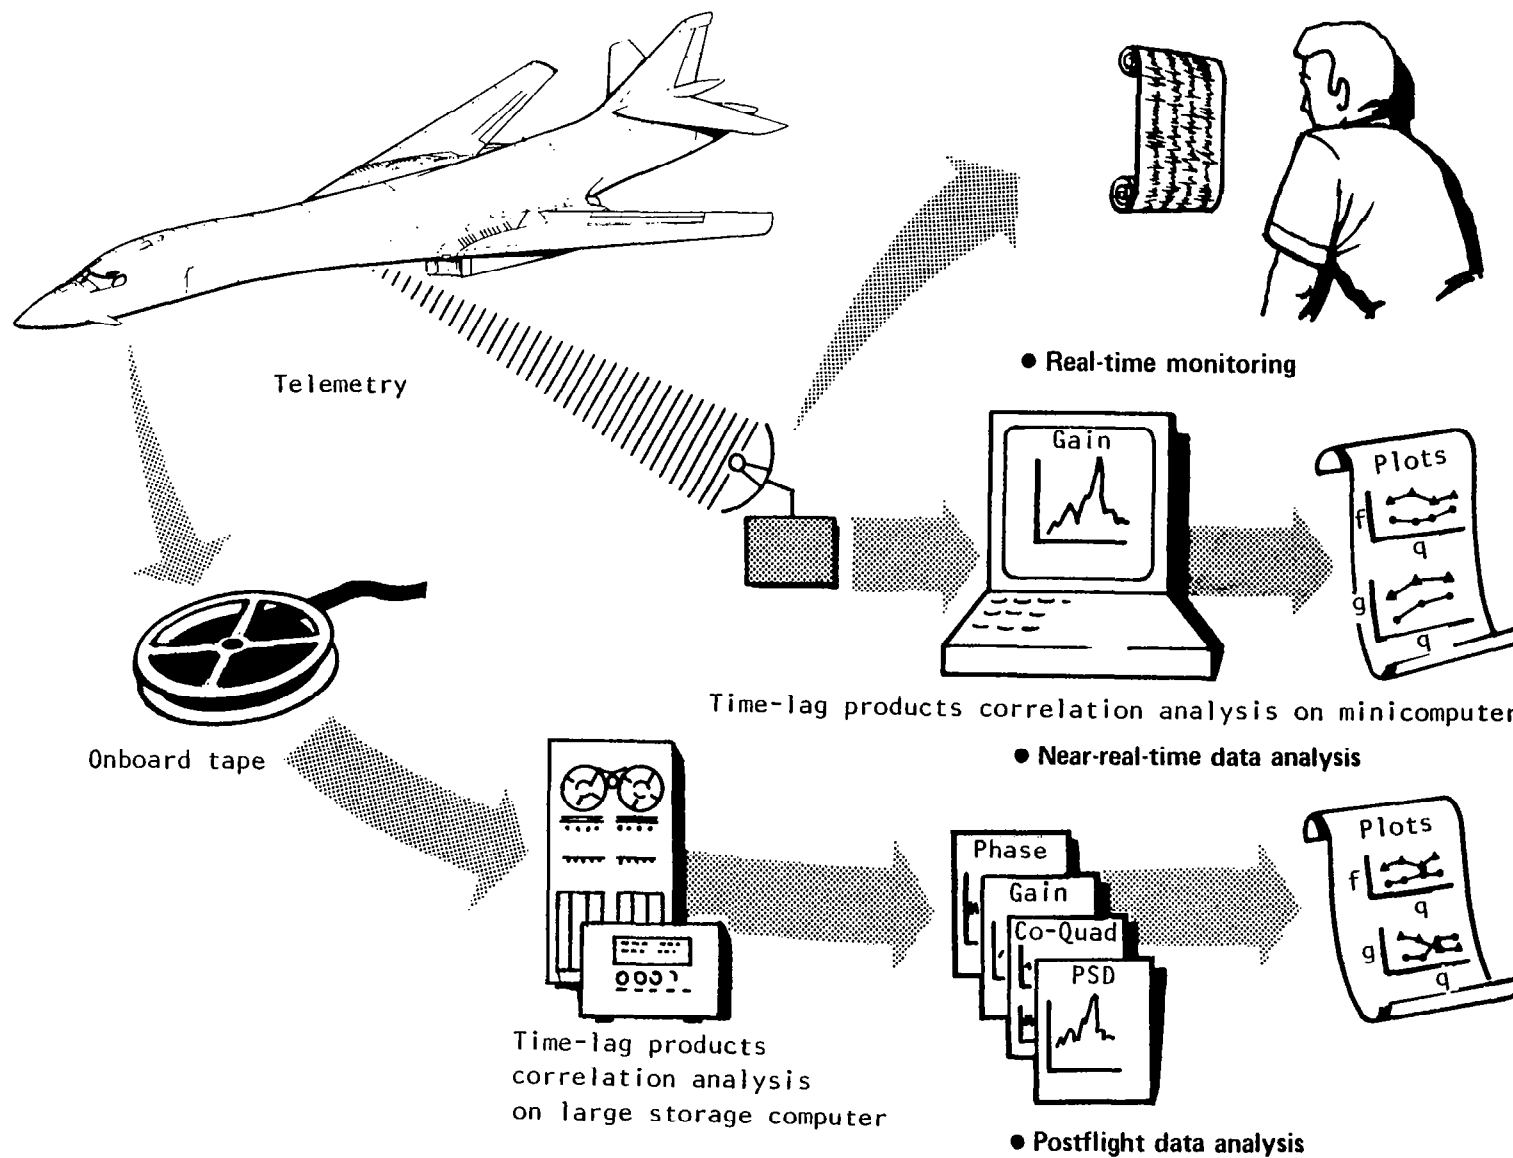 Telemetry
● Real-time monitoring
Gain
Plots
f
q
g
q
Time-lag products correlation analysis on minicomputer
● Near-real-time data analysis
Onboard tape
Phase
Gain
Co-Quad
PSD
Plots
f
q
g
q
Time-lag products
correlation analysis
on large storage computer
● Postflight data analysis